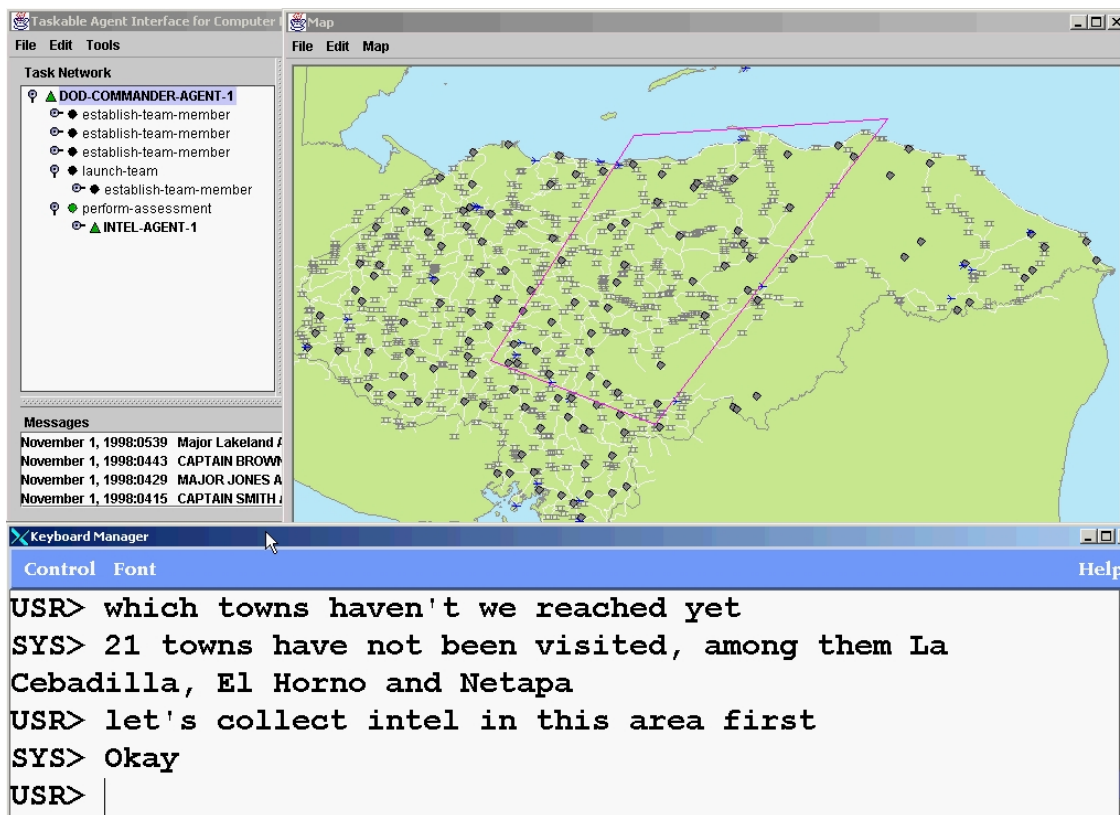 Taskable Agent Interface for Computer
File Edit Tools
Task Network
DOD-COMMANDER-AGENT-1
establish-team-member
establish-team-member
establish-team-member
launch-team
establish-team-member
perform-assessment
INTEL-AGENT-1
Messages
November 1, 1998:0539 Major Lakeland
November 1, 1998:0443 CAPTAIN BROWN
November 1, 1998:0429 MAJOR JONES
November 1, 1998:0415 CAPTAIN SMITH
Map
File Edit Map
Keyboard Manager
Control Font Help
USR> which towns haven't we reached yet
SYS> 21 towns have not been visited, among them La
Cebadilla, El Horno and Netapa
USR> let's collect intel in this area first
SYS> Okay
USR>